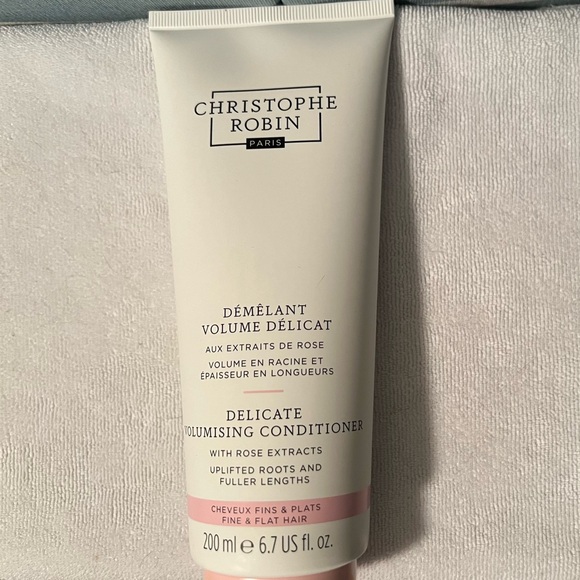 CHRISTOPHE
ROBIN
PARIS
DÉMÊLANT
VOLUME DÉLICAT
AUX EXTRAITS DE ROSE
VOLUME EN RACINE ET
ÉPAISSEUR EN LONGUEURS
DELICATE
VOLUMISING CONDITIONER
WITH ROSE EXTRACTS
UPLIFTED ROOTS AND
FULLER LENGTHS
CHEVEUX FINS & PLATS
FINE & FLAT HAIR
200 ml ℮ 6.7 US fl. oz.